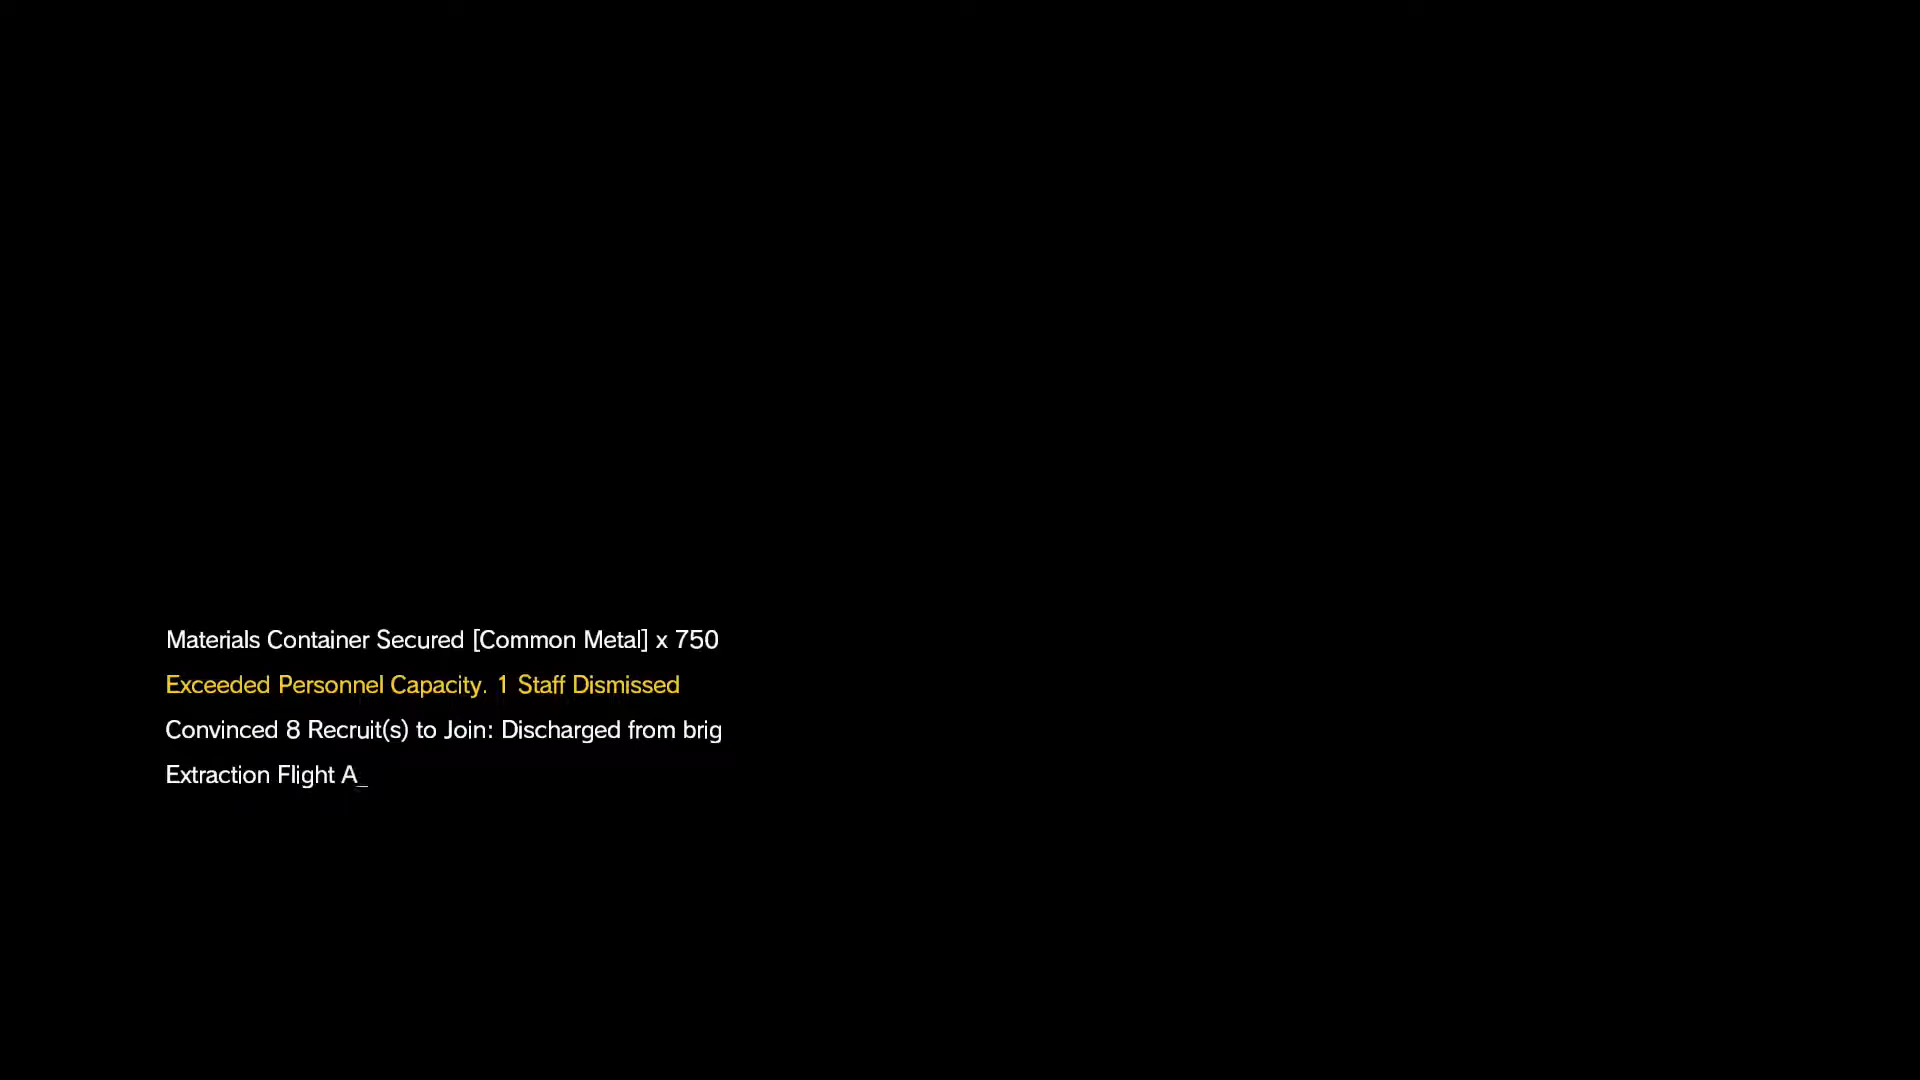 Materials Container Secured [Common Metal] x 750
Exceeded Personnel Capacity. 1 Staff Dismissed
Convinced 8 Recruit(s) to Join: Discharged from brig
Extraction Flight A_